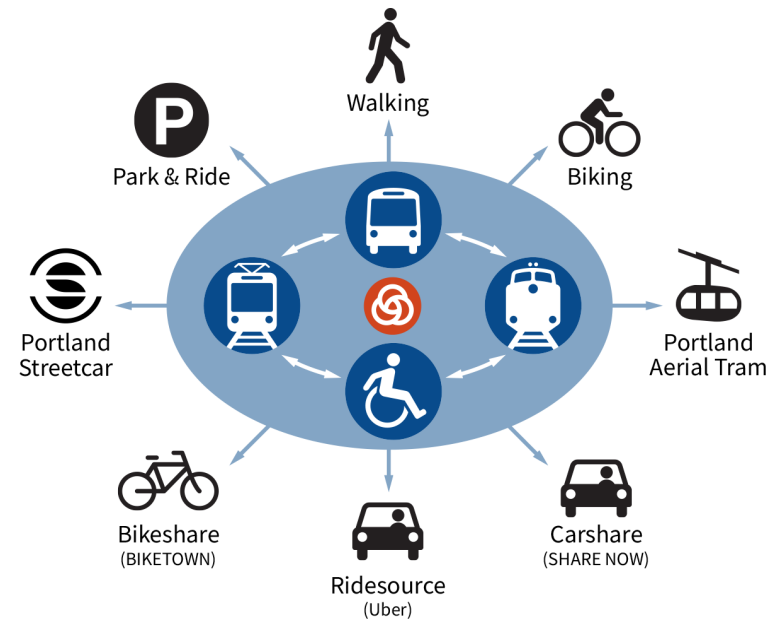 Walking
P
Park & Ride
Biking
Portland
Streetcar
Portland
Aerial Tram
Bikeshare
(BIKETOWN)
Carshare
(SHARE NOW)
Ridesource
(Uber)